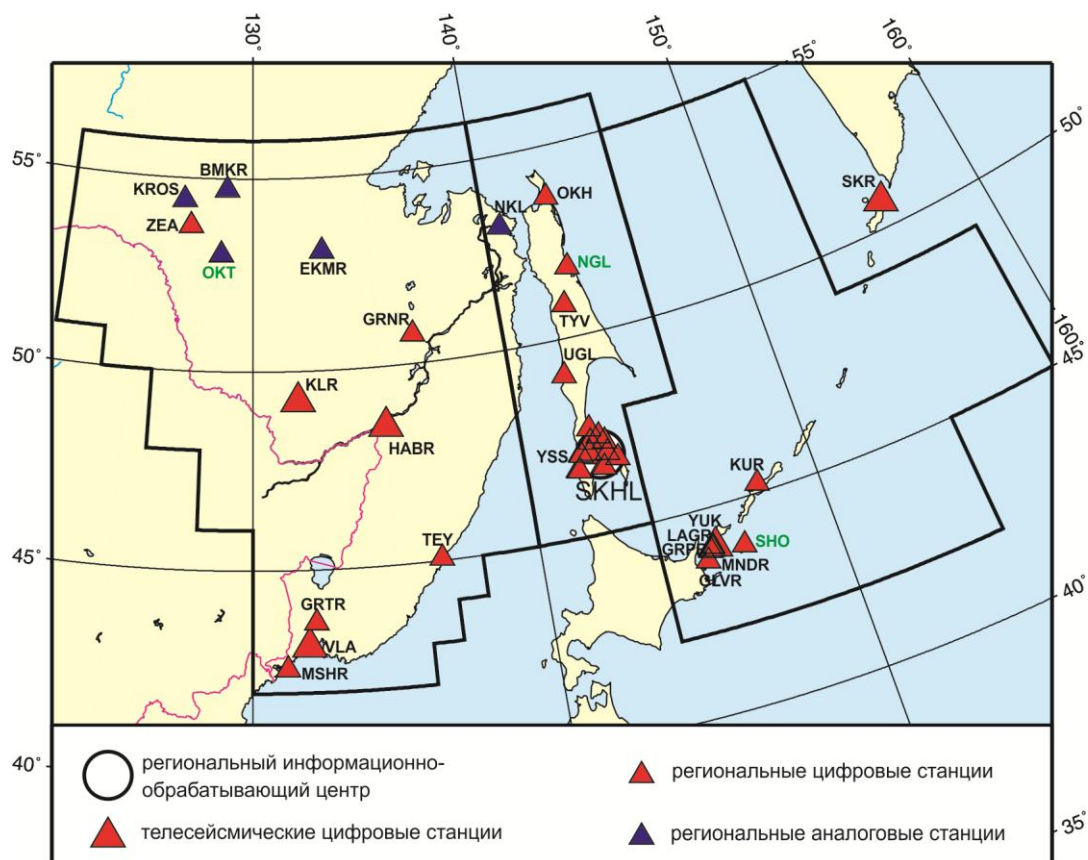 130°
140°
150°
55°
160°
50°
55°
BMKR
KROS
SKR
OKH
ZEA
NKL
OKT
EKMR
NGL
TYV
160°
GRNR
50°
UGL
45°
KLR
HABR
YSS
KUR
SKHL
YUK
LAGR
SHO
GRPR
TEY
45°
MNDR
GLVR
40°
GRTR
VLA
MSHR
40°
региональный информационно-
обрабатывающий центр
региональные цифровые станции
телесейсмические цифровые станции
региональные аналоговые станции
35°